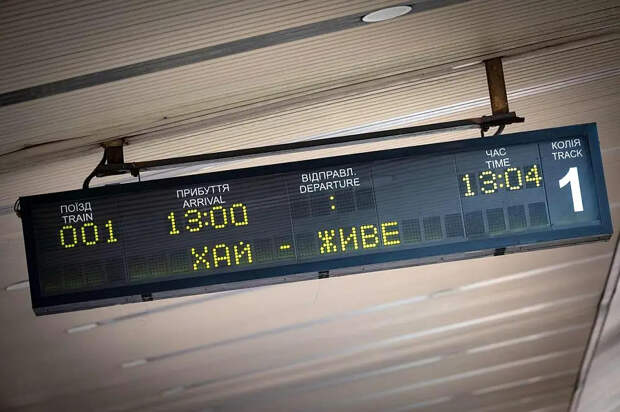 ПОЇЗД ПРИБУТТЯ ВІДПРАВЛ. ЧАС КОЛІЯ
TRAIN ARRIVAL DEPARTURE TIME TRACK
001 13:00 : 13:04 1
ХАЙ - ЖИВЕ